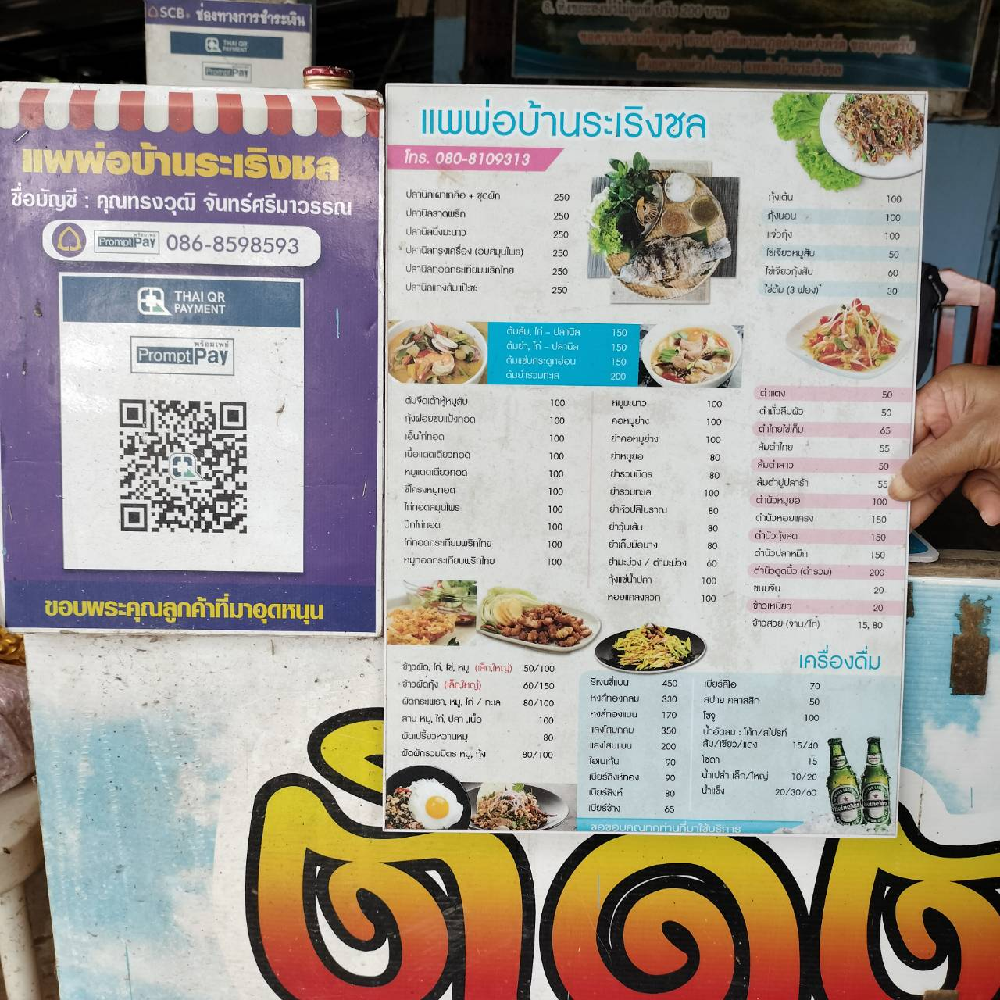 SCB ช่องทางการชำระเงิน
THAI QR
PAYMENT
PromptPay
แพพ่อบ้านระเริงชล
ชื่อบัญชี : คุณทรงวุฒิ จันทร์ศรีมาวรรณ
พร้อมเพย์
PromptPay 086-8598593
THAI QR
PAYMENT
พร้อมเพย์
PromptPay
ขอบพระคุณลูกค้าที่มาอุดหนุน
แพพ่อบ้านระเริงชล
โทร. 080-8109313
ปลานิลเผาเกลือ + ชุดผัก 250
ปลานิลราดพริก 250
ปลานิลนึ่งมะนาว 250
ปลานิลทรงเครื่อง (อบสมุนไพร) 250
ปลานิลทอดกระเทียมพริกไทย 250
ปลานิลแกงส้มแป๊ะซะ 250
ต้มส้ม, ไก่ - ปลานิล 150
ต้มยำ, ไก่ - ปลานิล 150
ต้มแซ่บกระดูกอ่อน 150
ต้มยำรวมทะเล 200
ต้มจืดเต้าหู้หมูสับ 100
กุ้งฝอยชุบแป้งทอด 100
เอ็นไก่ทอด 100
เนื้อแดดเดียวทอด 100
หมูแดดเดียวทอด 100
ซี่โครงหมูทอด 100
ไก่ทอดสมุนไพร 100
ปีกไก่ทอด 100
ไก่ทอดกระเทียมพริกไทย 100
หมูทอดกระเทียมพริกไทย 100
หมูมะนาว 100
คอหมูย่าง 100
ยำคอหมูย่าง 100
ยำหมูยอ 80
ยำรวมมิตร 80
ยำรวมทะเล 100
ยำหัวปลีโบราณ 80
ยำวุ้นเส้น 80
ยำเล็บมือนาง 80
ยำมะม่วง / ตำมะม่วง 60
กุ้งแช่น้ำปลา 100
หอยแครงลวก 100
กุ้งเต้น 100
กุ้งนอน 100
แจ่วกุ้ง 100
ไข่เจียวหมูสับ 50
ไข่เจียวกุ้งสับ 60
ไข่ต้ม (3 ฟอง) 30
ตำแตง 50
ตำถั่วลืมผัว 50
ตำไทยไข่เค็ม 65
ส้มตำไทย 55
ส้มตำลาว 50
ส้มตำปูปลาร้า 55
ตำนัวหมูยอ 100
ตำนัวหอยแครง 150
ตำนัวกุ้งสด 150
ตำนัวปลาหมึก 150
ตำนัวดูดนิ้ว (ตำรวม) 200
ขนมจีน 20
ข้าวเหนียว 20
ข้าวสวย (จาน/โถ) 15, 80
ข้าวผัด, ไก่, ไข่, หมู (เล็ก,ใหญ่) 50/100
ข้าวผัดกุ้ง (เล็ก,ใหญ่) 60/150
ผัดกระเพรา, หมู, ไก่ / ทะเล 80/100
ลาบ หมู, ไก่, ปลา ,เนื้อ 100
ผัดเปรี้ยวหวานหมู 80
ผัดผักรวมมิตร หมู, กุ้ง 80/100
เครื่องดื่ม
รีเจนซี่แบน 450
หงส์ทองกลม 330
หงส์ทองแบน 170
แสงโสมกลม 350
แสงโสมแบน 200
ไฮเนเก้น 90
เบียร์สิงห์ทอง 90
เบียร์สิงห์ 80
เบียร์ช้าง 65
เบียร์ลีโอ 70
สปาย คลาสสิก 50
โซจู 100
น้ำอัดลม : โค้ก/สไปรท์
ส้ม/เขียว/แดง 15/40
โซดา 15
น้ำเปล่า เล็ก/ใหญ่ 10/20
น้ำแข็ง 20/30/60
Heineken Heineken
ขอขอบคุณทุกท่านที่มาใช้บริการ